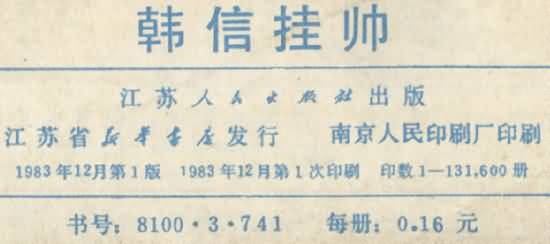 韩信挂帅
江苏人民出版社出版
江苏省新华书店发行 南京人民印刷厂印刷
1983年12月第1版 1983年12月第1次印刷 印数1—131,600册
书号：8100·3·741 每册：0.16元